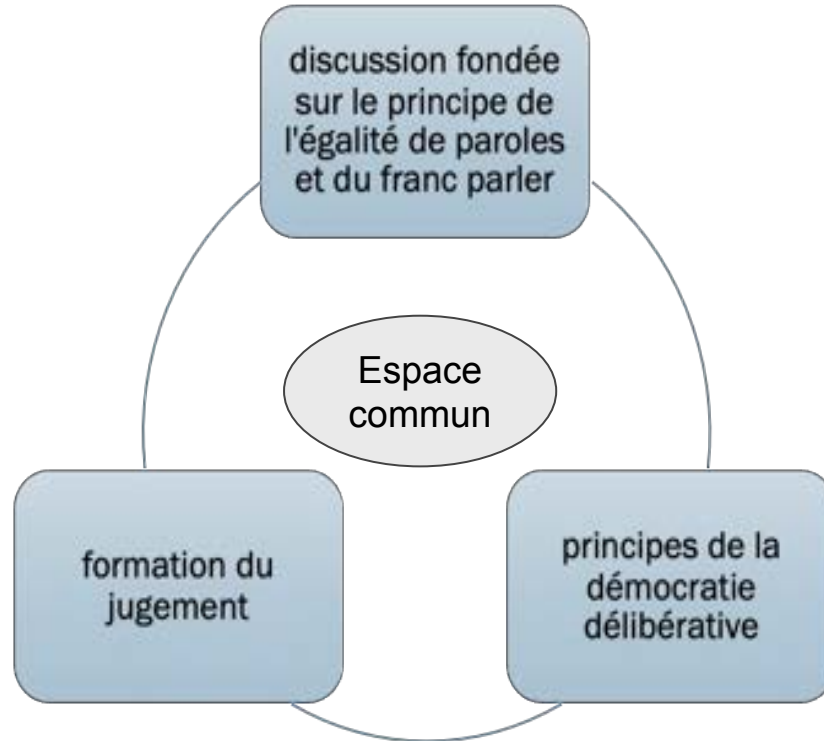 discussion fondée
sur le principe de
l'égalité de paroles
et du franc parler
Espace
commun
formation du
jugement
principes de la
démocratie
délibérative